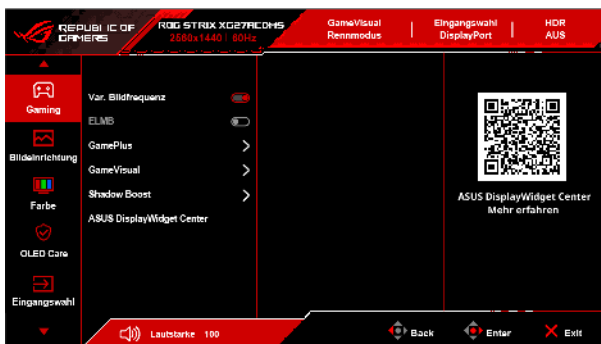 REPUBLIC OF
GAMERS
ROG STRIX XG27ACDMS
2560x1440 | 60Hz
GameVisual
Rennmodus
Eingangswahl
DisplayPort
HDR
AUS
Gaming
Bildeinrichtung
Farbe
OLED Care
Eingangswahl
Var. Bildfrequenz
ELMB
GamePlus
GameVisual
Shadow Boost
ASUS DisplayWidget Center
ASUS DisplayWidget Center
Mehr erfahren
Lautstarke 100
Back
Enter
Exit